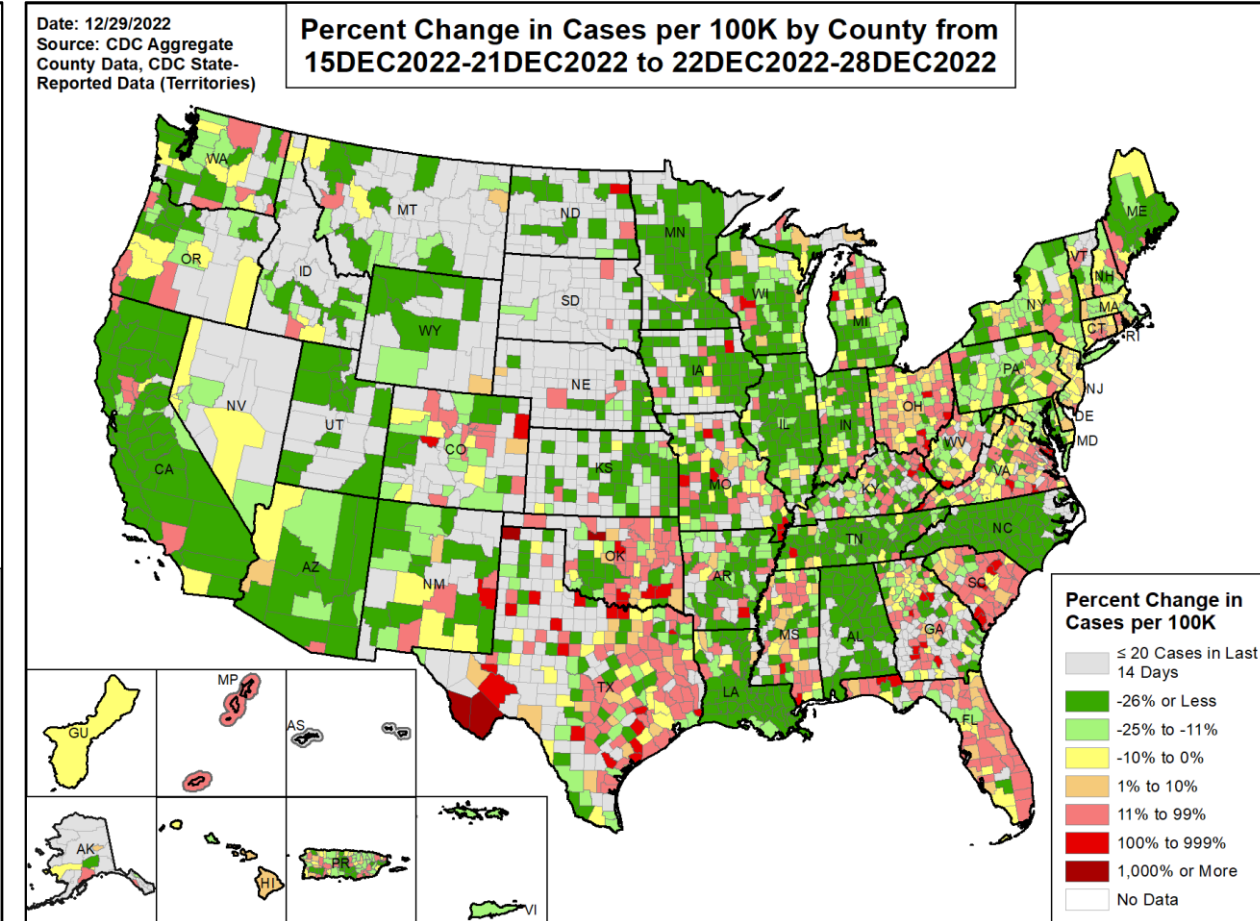 Date: 12/29/2022
Source: CDC Aggregate
County Data, CDC State-
Reported Data (Territories)
Percent Change in Cases per 100K by County from
15DEC2022-21DEC2022 to 22DEC2022-28DEC2022
WA
MT
ND
MN
ME
OR
ID
SD
WI
MI
VT
NH
NY
MA
CT
RI
WY
IA
NE
PA
NJ
NV
UT
CO
KS
MO
IL
IN
OH
WV
DE
MD
VA
KY
CA
AZ
NM
OK
AR
TN
NC
SC
MS
AL
GA
TX
LA
FL
GU
MP
AS
AK
HI
PR
VI
Percent Change in
Cases per 100K
≤ 20 Cases in Last
14 Days
-26% or Less
-25% to -11%
-10% to 0%
1% to 10%
11% to 99%
100% to 999%
1,000% or More
No Data